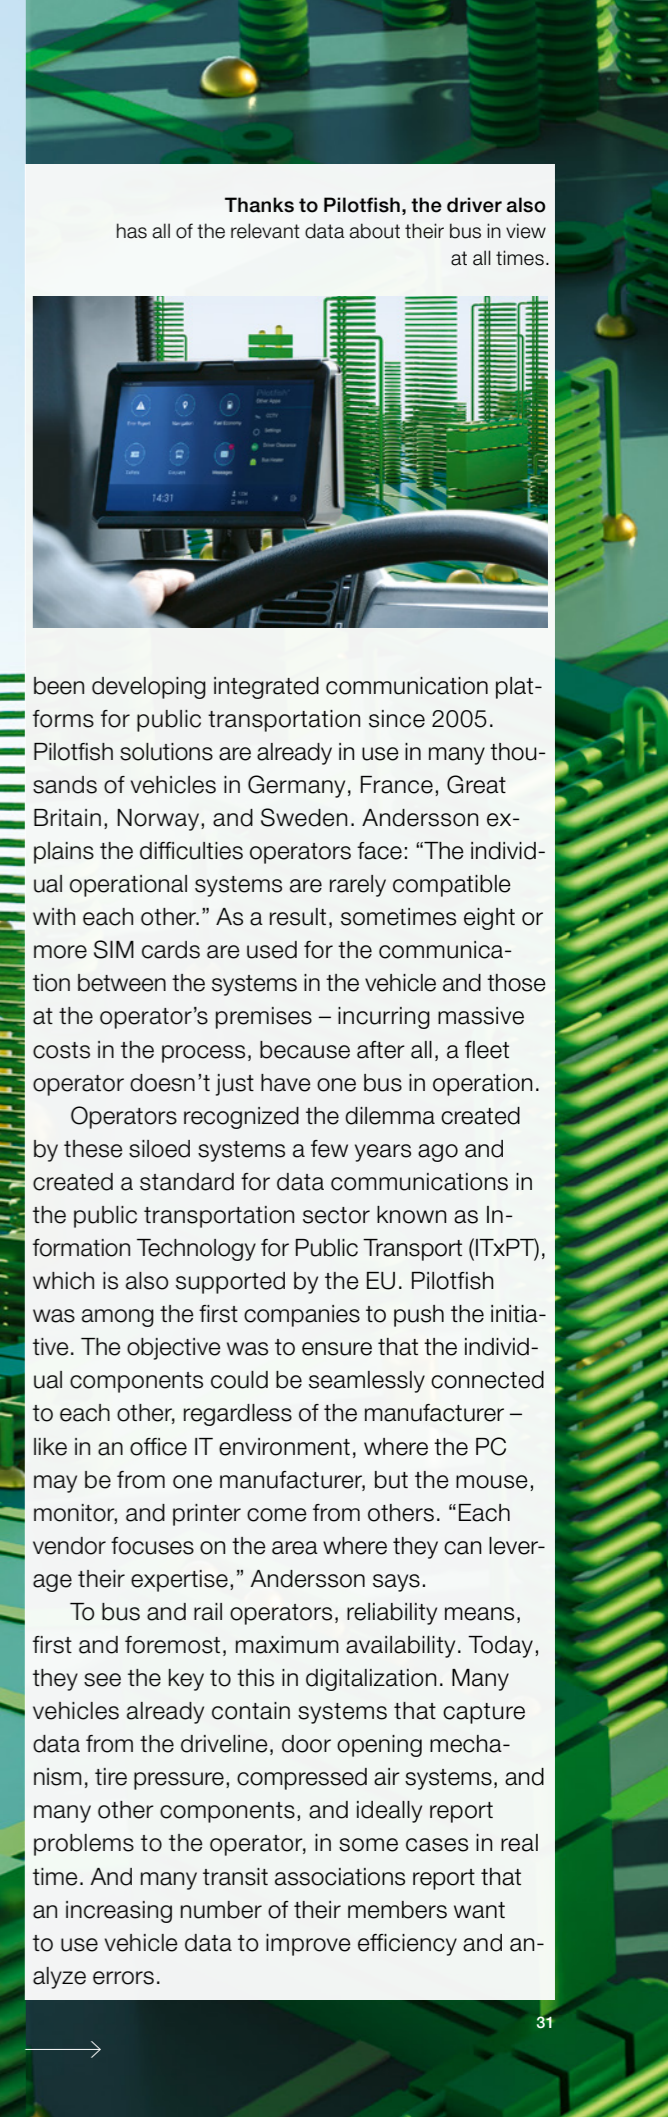 Thanks to Pilotfish, the driver also
has all of the relevant data about their bus in view
at all times.
Navigation
Fuel Economy
CCTV
Settings
Messages
14:31
been developing integrated communication plat-
forms for public transportation since 2005.
Pilotfish solutions are already in use in many thou-
sands of vehicles in Germany, France, Great
Britain, Norway, and Sweden. Andersson ex-
plains the difficulties operators face: “The individ-
ual operational systems are rarely compatible
with each other.” As a result, sometimes eight or
more SIM cards are used for the communica-
tion between the systems in the vehicle and those
at the operator’s premises – incurring massive
costs in the process, because after all, a fleet
operator doesn’t just have one bus in operation.
Operators recognized the dilemma created
by these siloed systems a few years ago and
created a standard for data communications in
the public transportation sector known as In-
formation Technology for Public Transport (ITxPT),
which is also supported by the EU. Pilotfish
was among the first companies to push the initia-
tive. The objective was to ensure that the individ-
ual components could be seamlessly connected
to each other, regardless of the manufacturer –
like in an office IT environment, where the PC
may be from one manufacturer, but the mouse,
monitor, and printer come from others. “Each
vendor focuses on the area where they can lever-
age their expertise,” Andersson says.
To bus and rail operators, reliability means,
first and foremost, maximum availability. Today,
they see the key to this in digitalization. Many
vehicles already contain systems that capture
data from the driveline, door opening mecha-
nism, tire pressure, compressed air systems, and
many other components, and ideally report
problems to the operator, in some cases in real
time. And many transit associations report that
an increasing number of their members want
to use vehicle data to improve efficiency and an-
alyze errors.
31